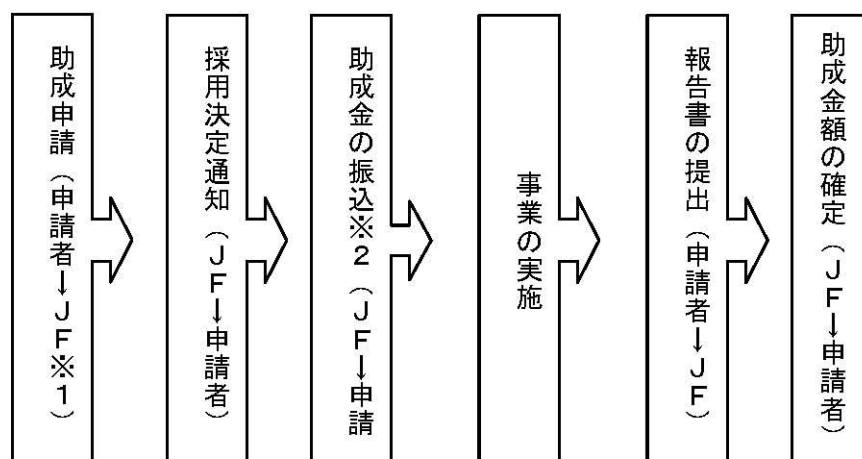 助成申請（申請者→JF※1）
採用決定通知（JF→申請者）
助成金の振込※2（JF→申請
事業の実施
報告書の提出（申請者→JF）
助成金額の確定（JF→申請者）